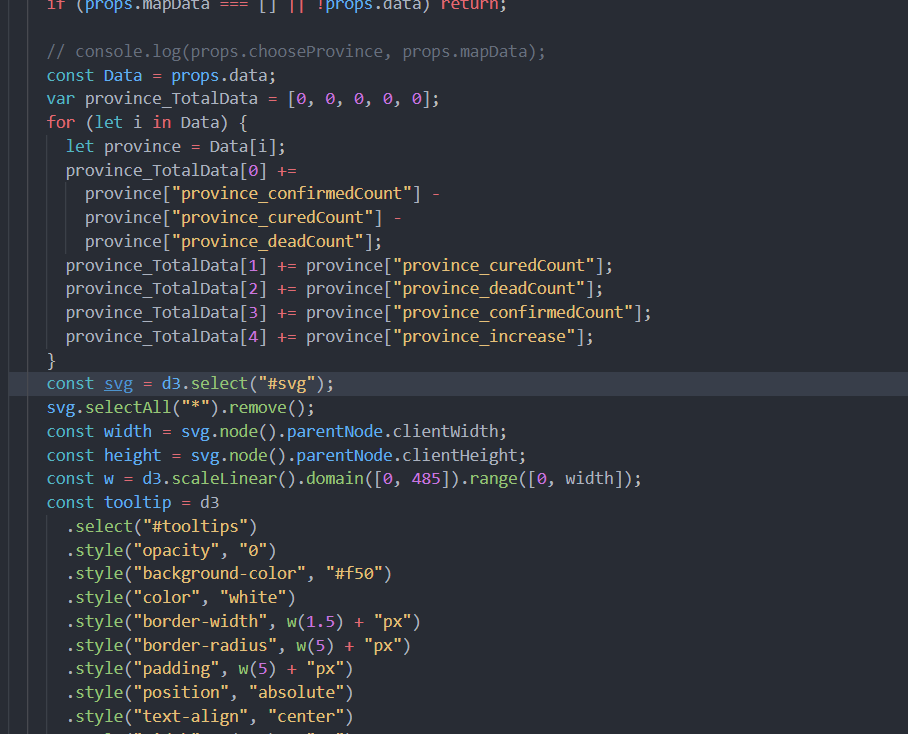 if (props.mapData === [] || !props.data) return;
// console.log(props.chooseProvince, props.mapData);
const Data = props.data;
var province_TotalData = [0, 0, 0, 0, 0];
for (let i in Data) {
let province = Data[i];
province_TotalData[0] +=
province["province_confirmedCount"] -
province["province_curedCount"] -
province["province_deadCount"];
province_TotalData[1] += province["province_curedCount"];
province_TotalData[2] += province["province_deadCount"];
province_TotalData[3] += province["province_confirmedCount"];
province_TotalData[4] += province["province_increase"];
}
const svg = d3.select("#svg");
svg.selectAll("*").remove();
const width = svg.node().parentNode.clientWidth;
const height = svg.node().parentNode.clientHeight;
const w = d3.scaleLinear().domain([0, 485]).range([0, width]);
const tooltip = d3
.select("#tooltips")
.style("opacity", "0")
.style("background-color", "#f50")
.style("color", "white")
.style("border-width", w(1.5) + "px")
.style("border-radius", w(5) + "px")
.style("padding", w(5) + "px")
.style("position", "absolute")
.style("text-align", "center")